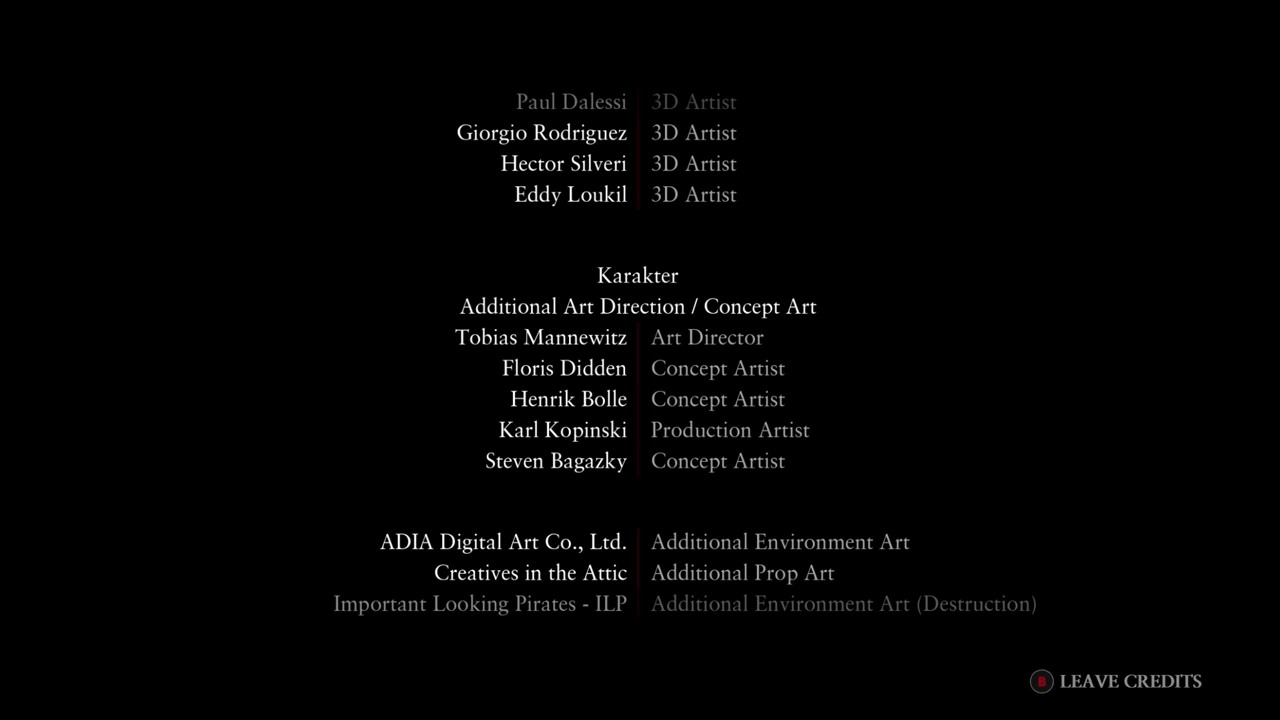 Paul Dalessi 3D Artist
Giorgio Rodriguez 3D Artist
Hector Silveri 3D Artist
Eddy Loukil 3D Artist
Karakter
Additional Art Direction / Concept Art
Tobias Mannewitz Art Director
Floris Didden Concept Artist
Henrik Bolle Concept Artist
Karl Kopinski Production Artist
Steven Bagazky Concept Artist
ADIA Digital Art Co., Ltd. Additional Environment Art
Creatives in the Attic Additional Prop Art
Important Looking Pirates - ILP Additional Environment Art (Destruction)
B LEAVE CREDITS